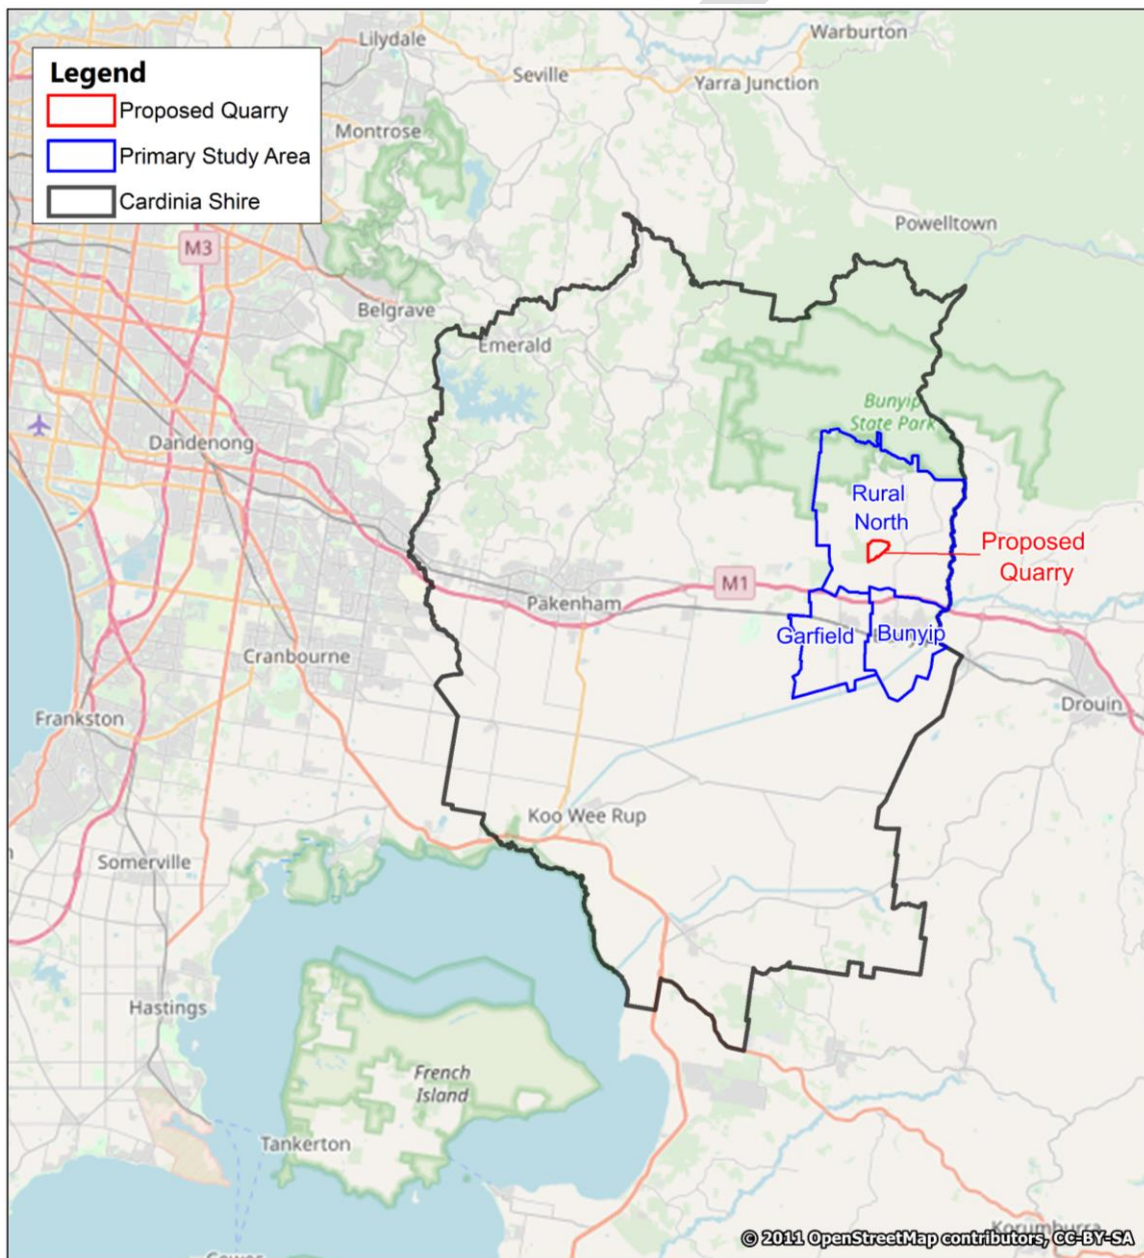 Legend
Proposed Quarry
Primary Study Area
Cardinia Shire
Lilydale
Warburton
Seville
Yarra Junction
Montrose
M3
Powelltown
Belgrave
Emerald
Bunyip
State Park
Dandenong
Rural
North
Proposed
Quarry
M1
Pakenham
Garfield
Bunyip
Cranbourne
Drouin
Frankston
Koo Wee Rup
Somerville
Hastings
French
Island
Tankerton
Korumburra
© 2011 OpenStreetMap contributors, CC-BY-SA